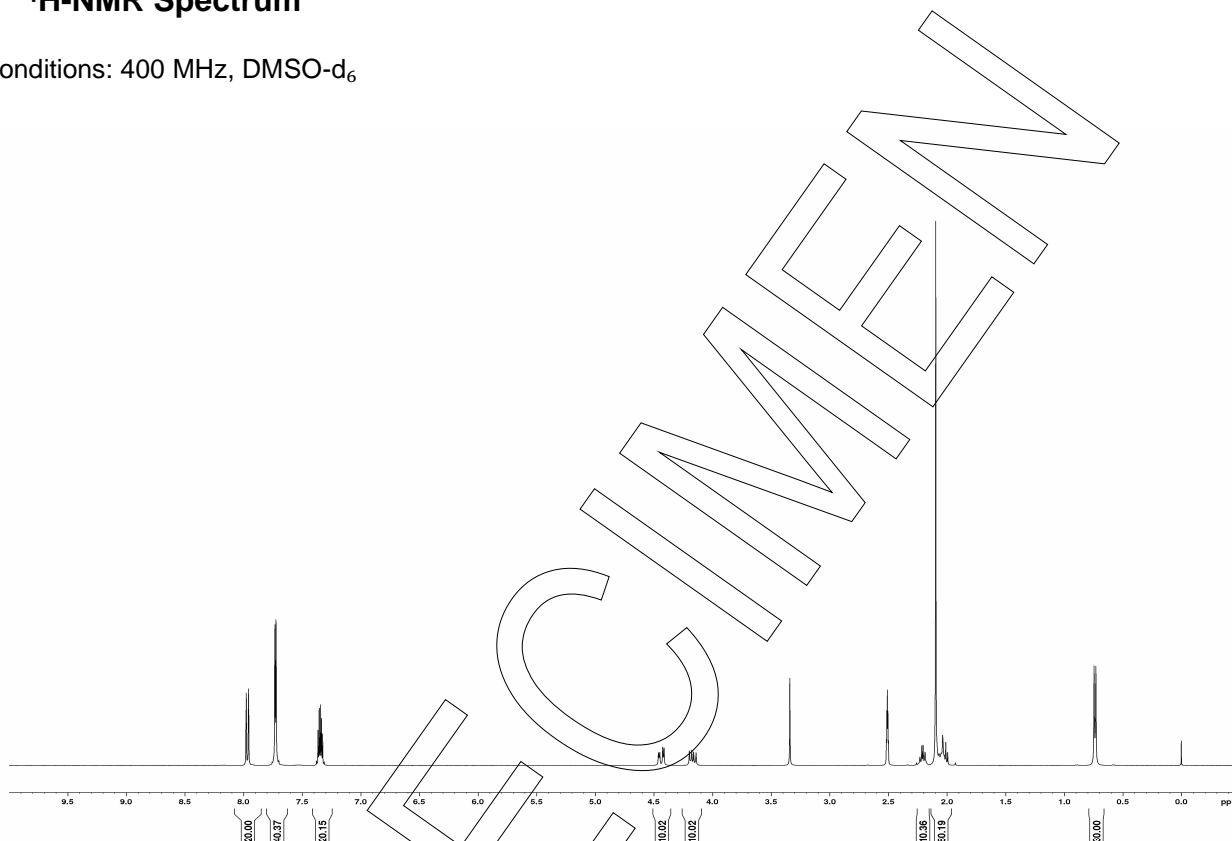 ¹H-NMR Spectrum
onditions: 400 MHz, DMSO-d₆
ECIMEN
9.5 9.0 8.5 8.0 7.5 7.0 6.5 6.0 5.5 5.0 4.5 4.0 3.5 3.0 2.5 2.0 1.5 1.0 0.5 0.0 pp
20.00 40.37 20.15 10.02 10.02 10.36 30.00